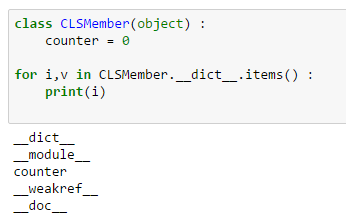 class CLSMember(object) :
    counter = 0
for i,v in CLSMember.__dict__.items() :
    print(i)
__dict__
__module__
counter
__weakref__
__doc__